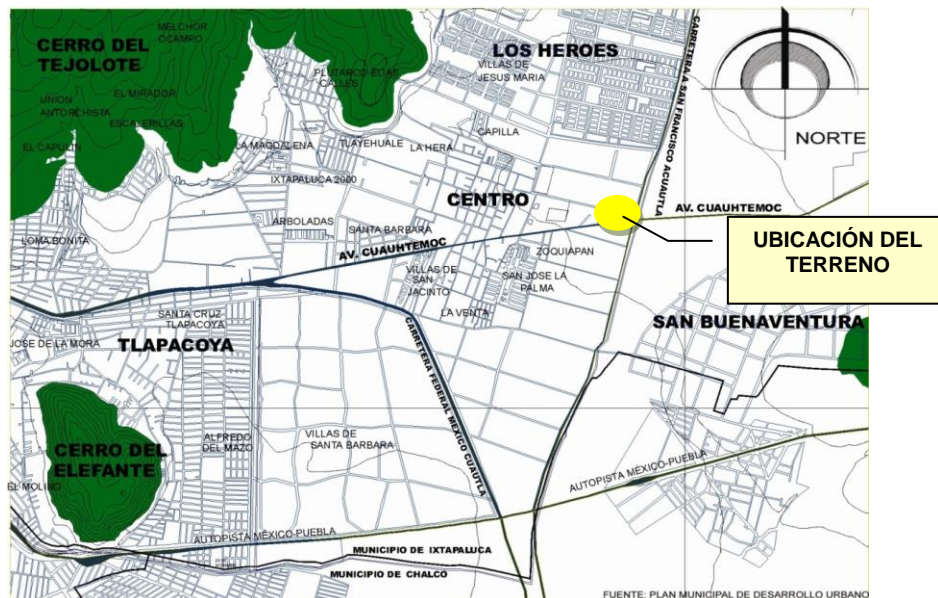 MELCHOR
OCAMPO
CERRO DEL
TEJOLOTE
LOS HEROES
VILLAS DE
JESUS MARIA
PLUTARCO ELIAS
CALLES
EL MIRADOR
UNION
ANTORCHISTA
ESCALERILLAS
EL CAPULIN
LA MAGDALENA
TLAYEHUALE
LA HERA
CAPILLA
IXTAPALUCA 2000
CENTRO
CARRETERA A SAN FRANCISCO ACUAUTLA
NORTE
AV. CUAUHTEMOC
ARBOLADAS
SANTA BARBARA
LOMA BONITA
AV. CUAUHTEMOC
ZOQUIAPAN
UBICACIÓN DEL
TERRENO
VILLAS DE
SAN
JACINTO
SAN JOSE LA
PALMA
LA VENTA
SANTA CRUZ
TLAPACOYA
SAN BUENAVENTURA
JOSE DE LA MORA
TLAPACOYA
CARRETERA FEDERAL MEXICO CUAUTLA
ALFREDO
DEL MAZO
VILLAS DE
SANTA BARBARA
CERRO DEL
ELEFANTE
EL MOLINO
AUTOPISTA MÉXICO-PUEBLA
AUTOPISTA MÉXICO-PUEBLA
MUNICIPIO DE IXTAPALUCA
MUNICIPIO DE CHALCO
FUENTE: PLAN MUNICIPAL DE DESARROLLO URBANO